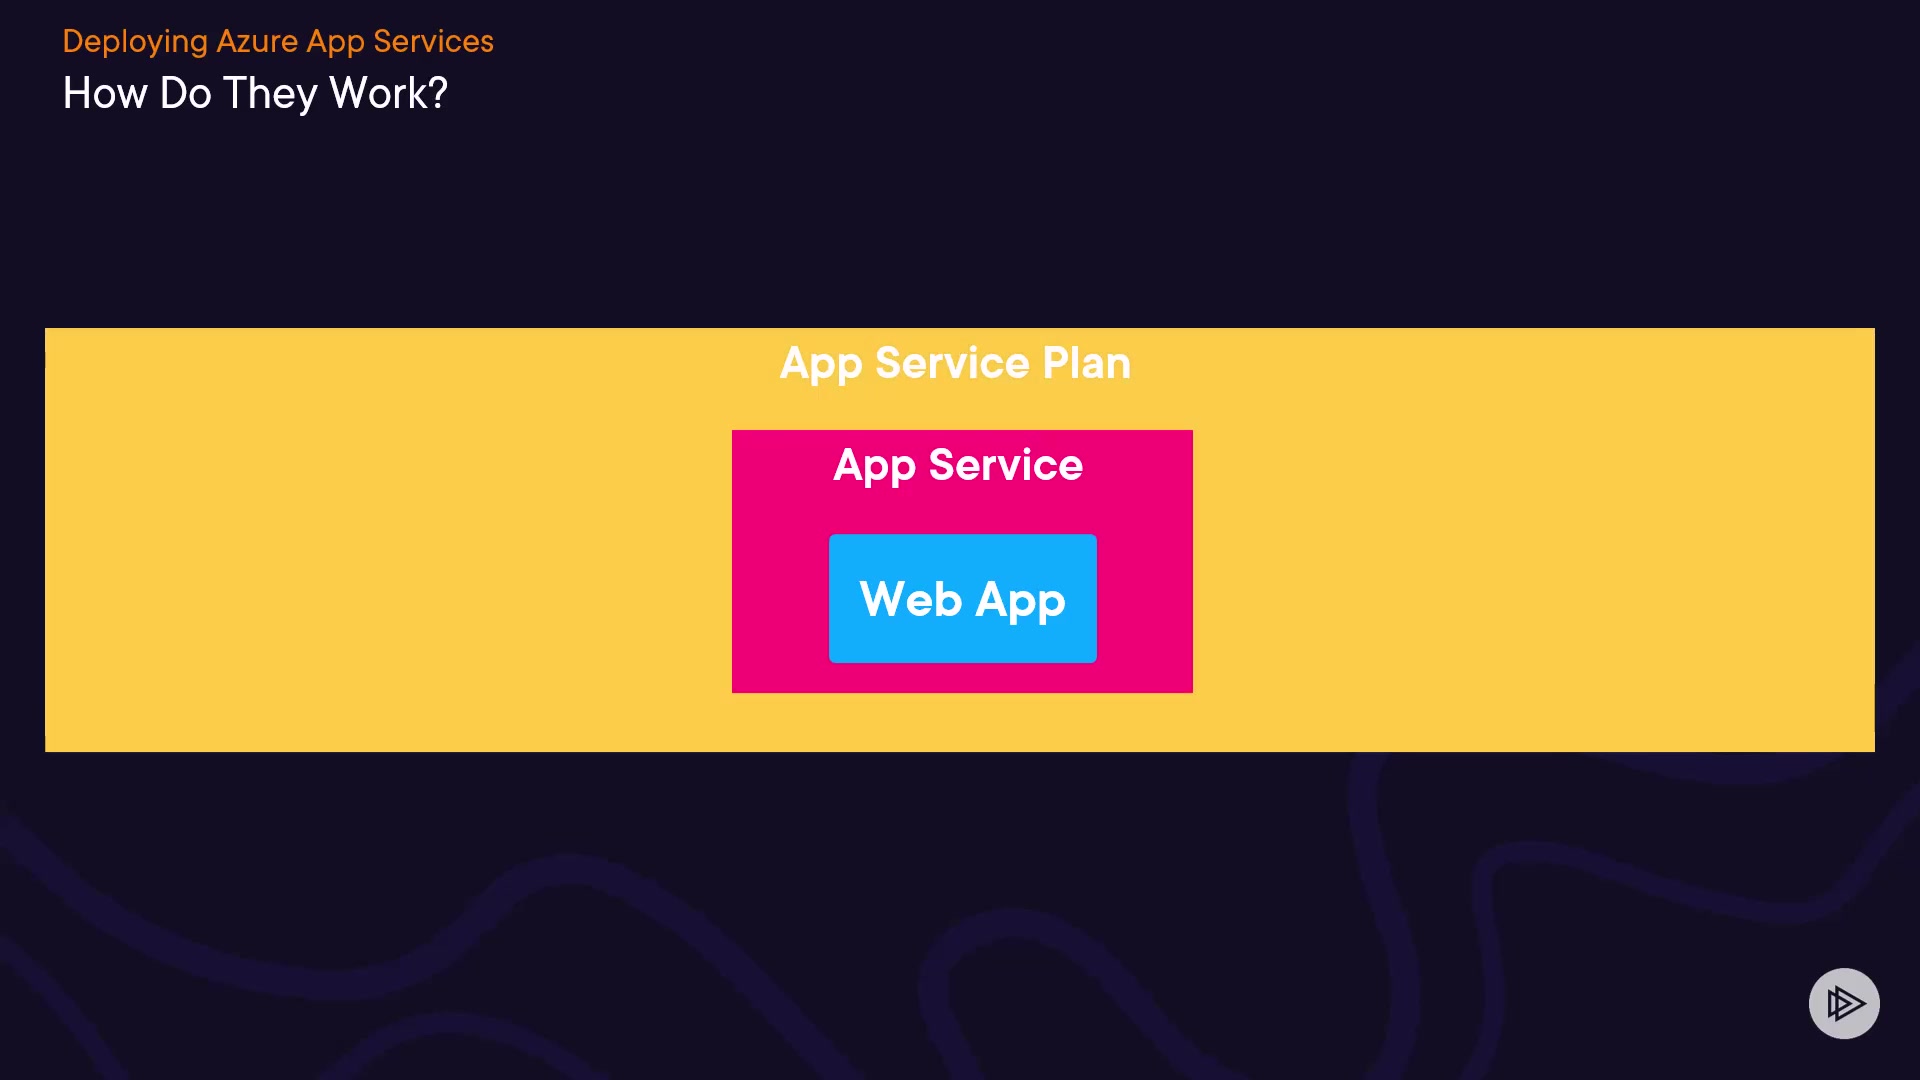 Deploying Azure App Services
How Do They Work?
App Service Plan
App Service
Web App